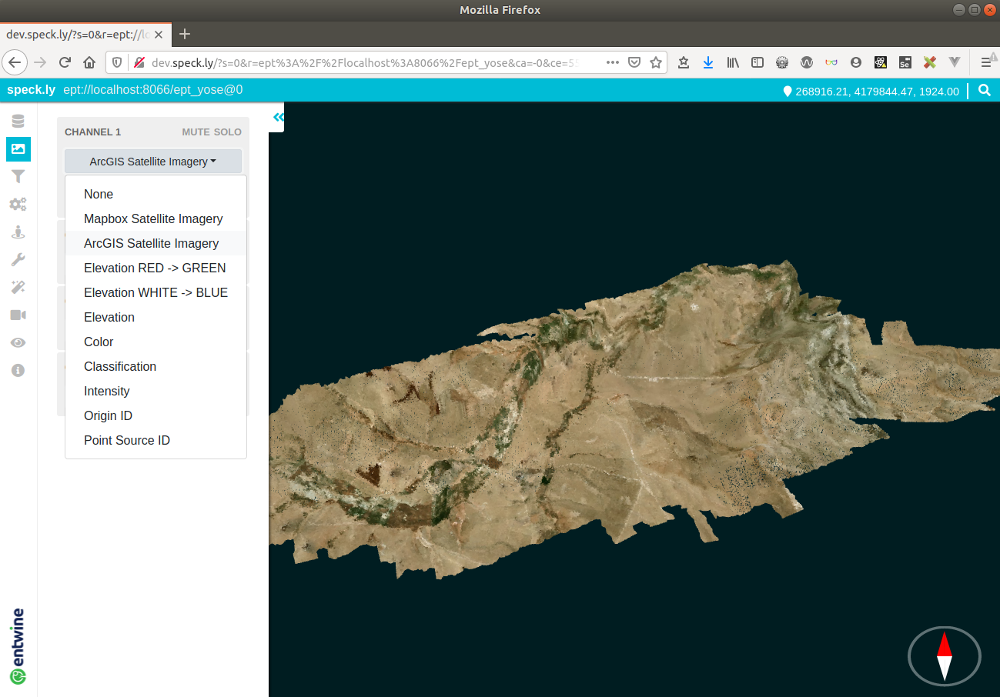 Mozilla Firefox
dev.speck.ly/?s=0&r=ept://lo
dev.speck.ly/?s=0&r=ept%3A%2F%2Flocalhost%3A8066%2Fept_yose&ca=-0&ce=5
speck.ly ept://localhost:8066/ept_yose@0
268916.21, 4179844.47, 1924.00
CHANNEL 1 MUTE SOLO
ArcGIS Satellite Imagery
None
Mapbox Satellite Imagery
ArcGIS Satellite Imagery
Elevation RED -> GREEN
Elevation WHITE -> BLUE
Elevation
Color
Classification
Intensity
Origin ID
Point Source ID
entwine